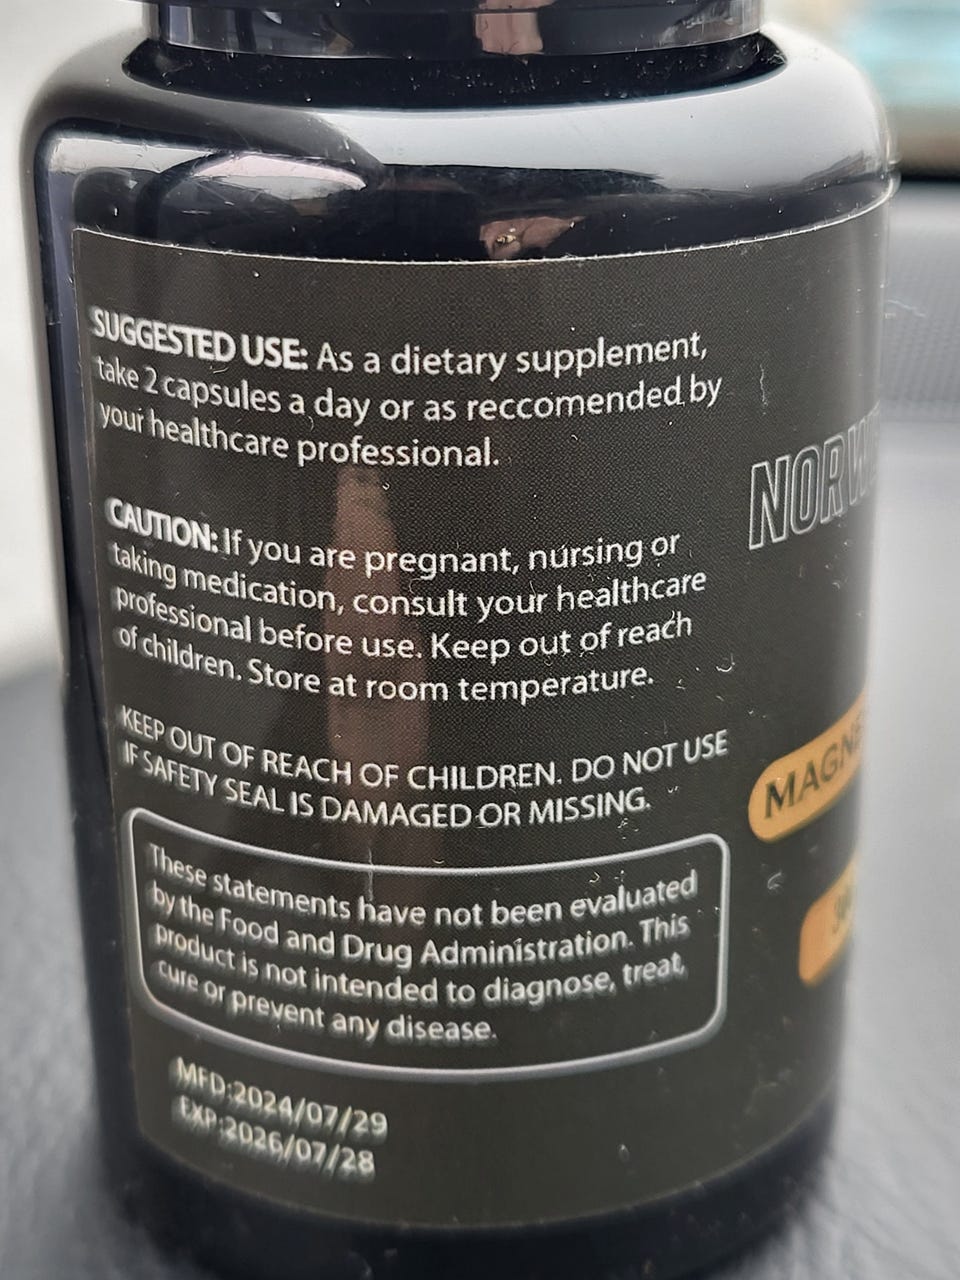 SUGGESTED USE: As a dietary supplement,
take 2 capsules a day or as reccomended by
your healthcare professional.
CAUTION: If you are pregnant, nursing or
taking medication, consult your healthcare
professional before use. Keep out of reach
of children. Store at room temperature.
KEEP OUT OF REACH OF CHILDREN. DO NOT USE
IF SAFETY SEAL IS DAMAGED OR MISSING.
These statements have not been evaluated
by the Food and Drug Administration. This
product is not intended to diagnose, treat,
cure or prevent any disease.
MFD:2024/07/29
EXP:2026/07/28
NORW
MAGNE